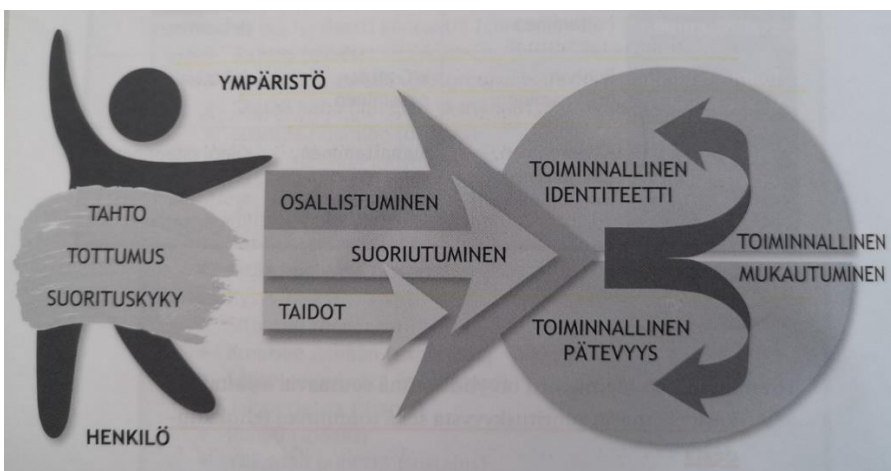 YMPÄRISTÖ
TAHTO
TOTTUMUS
SUORITUSKYKY
HENKILÖ
OSALLISTUMINEN
SUORIUTUMINEN
TAIDOT
TOIMINNALLINEN
IDENTITEETTI
TOIMINNALLINEN
MUKAUTUMINEN
TOIMINNALLINEN
PÄTEVYYS